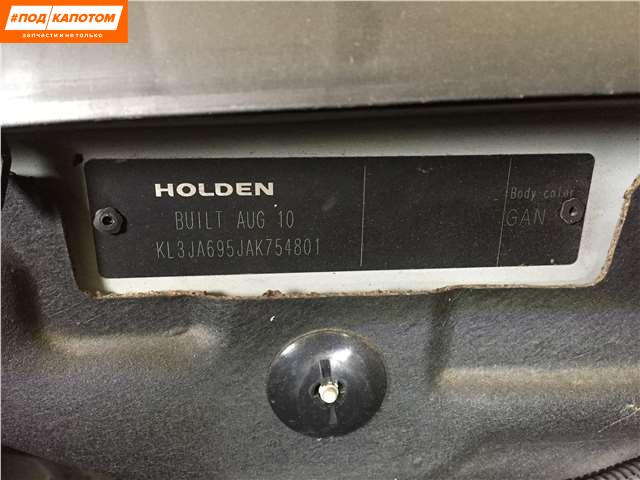 #ПОД КАПОТОМ
запчасти и не только
HOLDEN
BUILT AUG 10
KL3JA695JAK754801
Body color
GAN